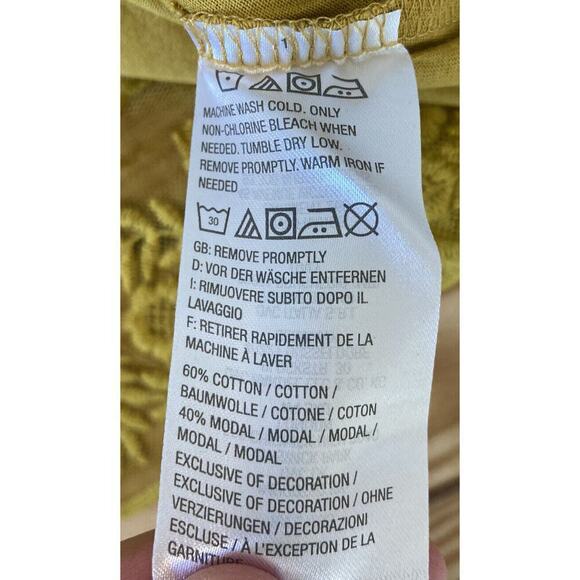 1
MACHINE WASH COLD. ONLY
NON-CHLORINE BLEACH WHEN
NEEDED. TUMBLE DRY LOW.
REMOVE PROMPTLY. WARM IRON IF
NEEDED
30
GB: REMOVE PROMPTLY
D: VOR DER WÄSCHE ENTFERNEN
I: RIMUOVERE SUBITO DOPO IL
LAVAGGIO
F: RETIRER RAPIDEMENT DE LA
MACHINE À LAVER
60% COTTON / COTTON /
BAUMWOLLE / COTONE / COTON
40% MODAL / MODAL / MODAL /
MODAL / MODAL
EXCLUSIVE OF DECORATION /
EXCLUSIVE OF DECORATION / OHNE
VERZIERUNGEN / DECORAZIONI
ESCLUSE / À L'EXCEPTION DE LA
GARNITURE